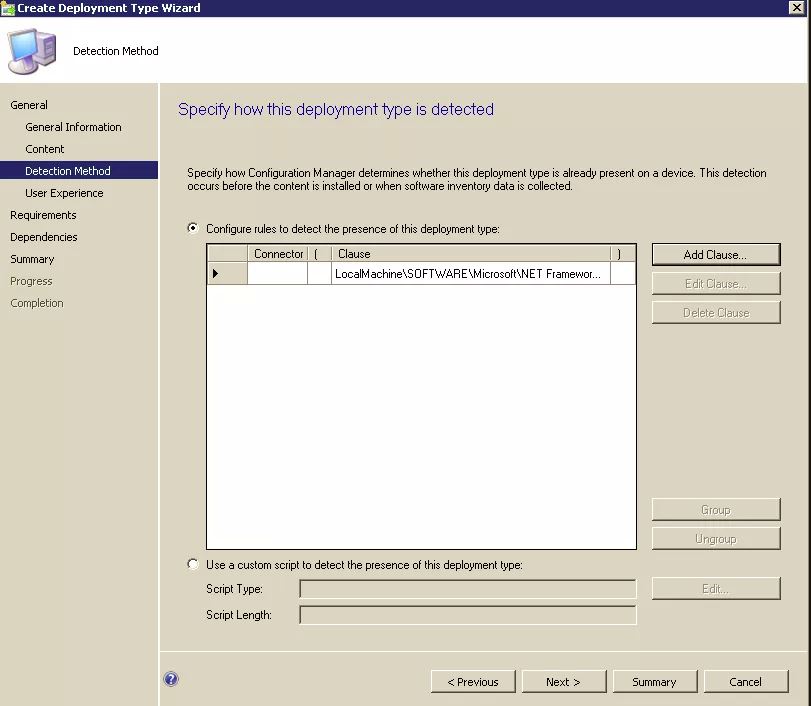 Create Deployment Type Wizard
Detection Method
General
General Information
Content
Detection Method
User Experience
Requirements
Dependencies
Summary
Progress
Completion
Specify how this deployment type is detected
Specify how Configuration Manager determines whether this deployment type is already present on a device. This detection
occurs before the content is installed or when software inventory data is collected.
Configure rules to detect the presence of this deployment type:
Connector ( Clause )
LocalMachine\SOFTWARE\Microsoft\NET Framewor...
Add Clause...
Edit Clause...
Delete Clause
Group
Ungroup
Use a custom script to detect the presence of this deployment type:
Script Type:
Edit...
Script Length:
?
< Previous Next > Summary Cancel